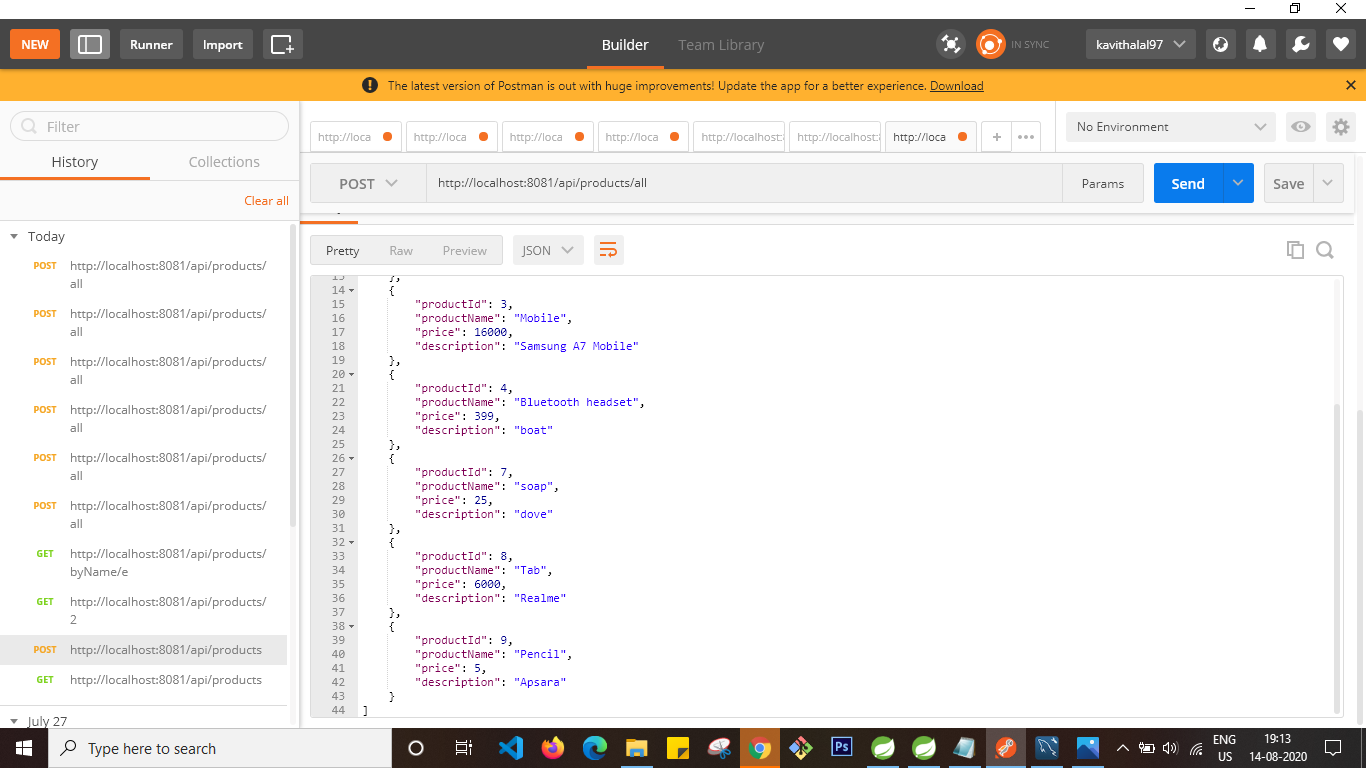 NEW
Runner
Import
Builder
Team Library
IN SYNC
kavithalal97
The latest version of Postman is out with huge improvements! Update the app for a better experience. Download
Filter
History
Collections
Clear all
Today
POST http://localhost:8081/api/products/
all
POST http://localhost:8081/api/products/
all
POST http://localhost:8081/api/products/
all
POST http://localhost:8081/api/products/
all
POST http://localhost:8081/api/products/
all
POST http://localhost:8081/api/products/
all
GET http://localhost:8081/api/products/
byName/e
GET http://localhost:8081/api/products/
2
POST http://localhost:8081/api/products
GET http://localhost:8081/api/products
July 27
http://loca
http://loca
http://loca
http://loca
http://localhost:
http://localhost:
http://loca
No Environment
POST
http://localhost:8081/api/products/all
Params
Send
Save
Pretty
Raw
Preview
JSON
13 },
14 {
15 "productId": 3,
16 "productName": "Mobile",
17 "price": 16000,
18 "description": "Samsung A7 Mobile"
19 },
20 {
21 "productId": 4,
22 "productName": "Bluetooth headset",
23 "price": 399,
24 "description": "boat"
25 },
26 {
27 "productId": 7,
28 "productName": "soap",
29 "price": 25,
30 "description": "dove"
31 },
32 {
33 "productId": 8,
34 "productName": "Tab",
35 "price": 6000,
36 "description": "Realme"
37 },
38 {
39 "productId": 9,
40 "productName": "Pencil",
41 "price": 5,
42 "description": "Apsara"
43 }
44 ]
Type here to search
Ps
ENG
US
19:13
14-08-2020